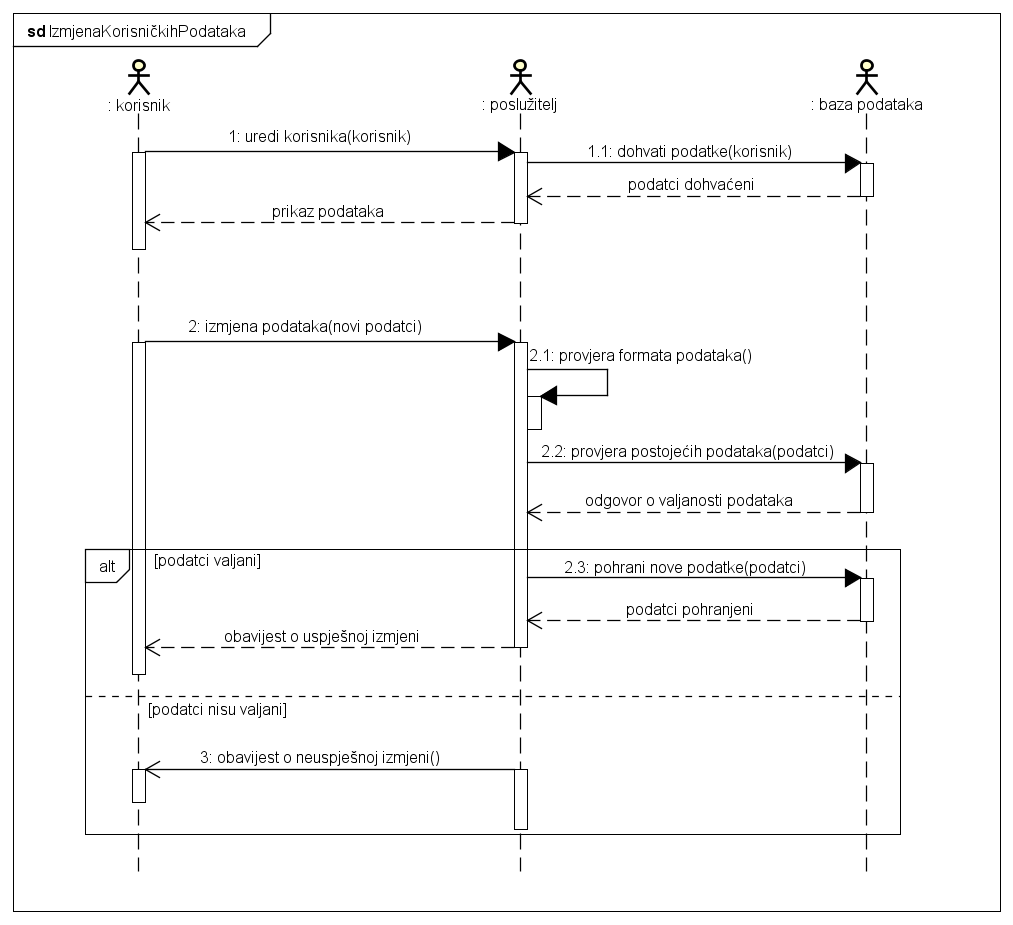 sd IzmjenaKorisničkihPodataka
: korisnik
: poslužitelj
: baza podataka
1: uredi korisnika(korisnik)
1.1: dohvati podatke(korisnik)
podatci dohvaćeni
prikaz podataka
2: izmjena podataka(novi podatci)
2.1: provjera formata podataka()
2.2: provjera postojećih podataka(podatci)
odgovor o valjanosti podataka
alt
[podatci valjani]
2.3: pohrani nove podatke(podatci)
podatci pohranjeni
obavijest o uspješnoj izmjeni
[podatci nisu valjani]
3: obavijest o neuspješnoj izmjeni()